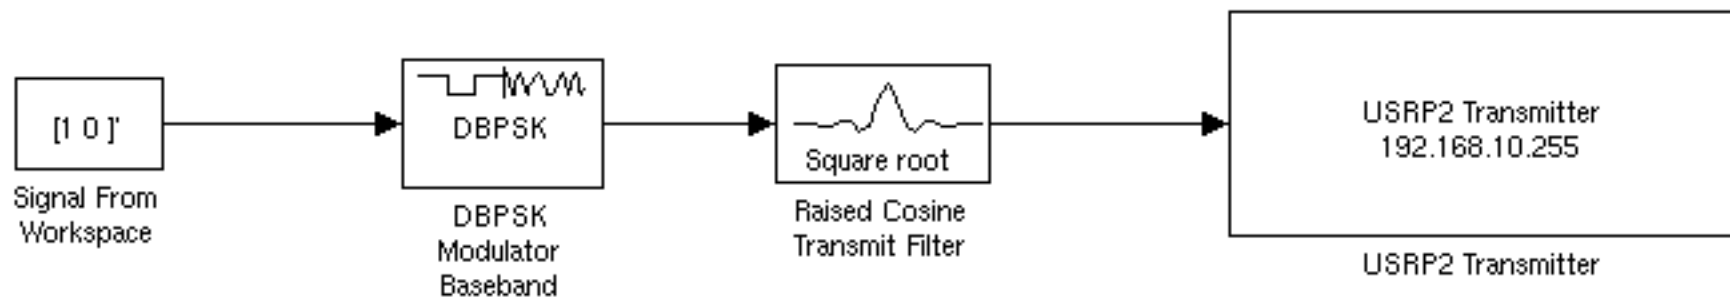 [1 0 ]'
Signal From
Workspace
DBPSK
DBPSK
Modulator
Baseband
Square root
Raised Cosine
Transmit Filter
USRP2 Transmitter
192.168.10.255
USRP2 Transmitter